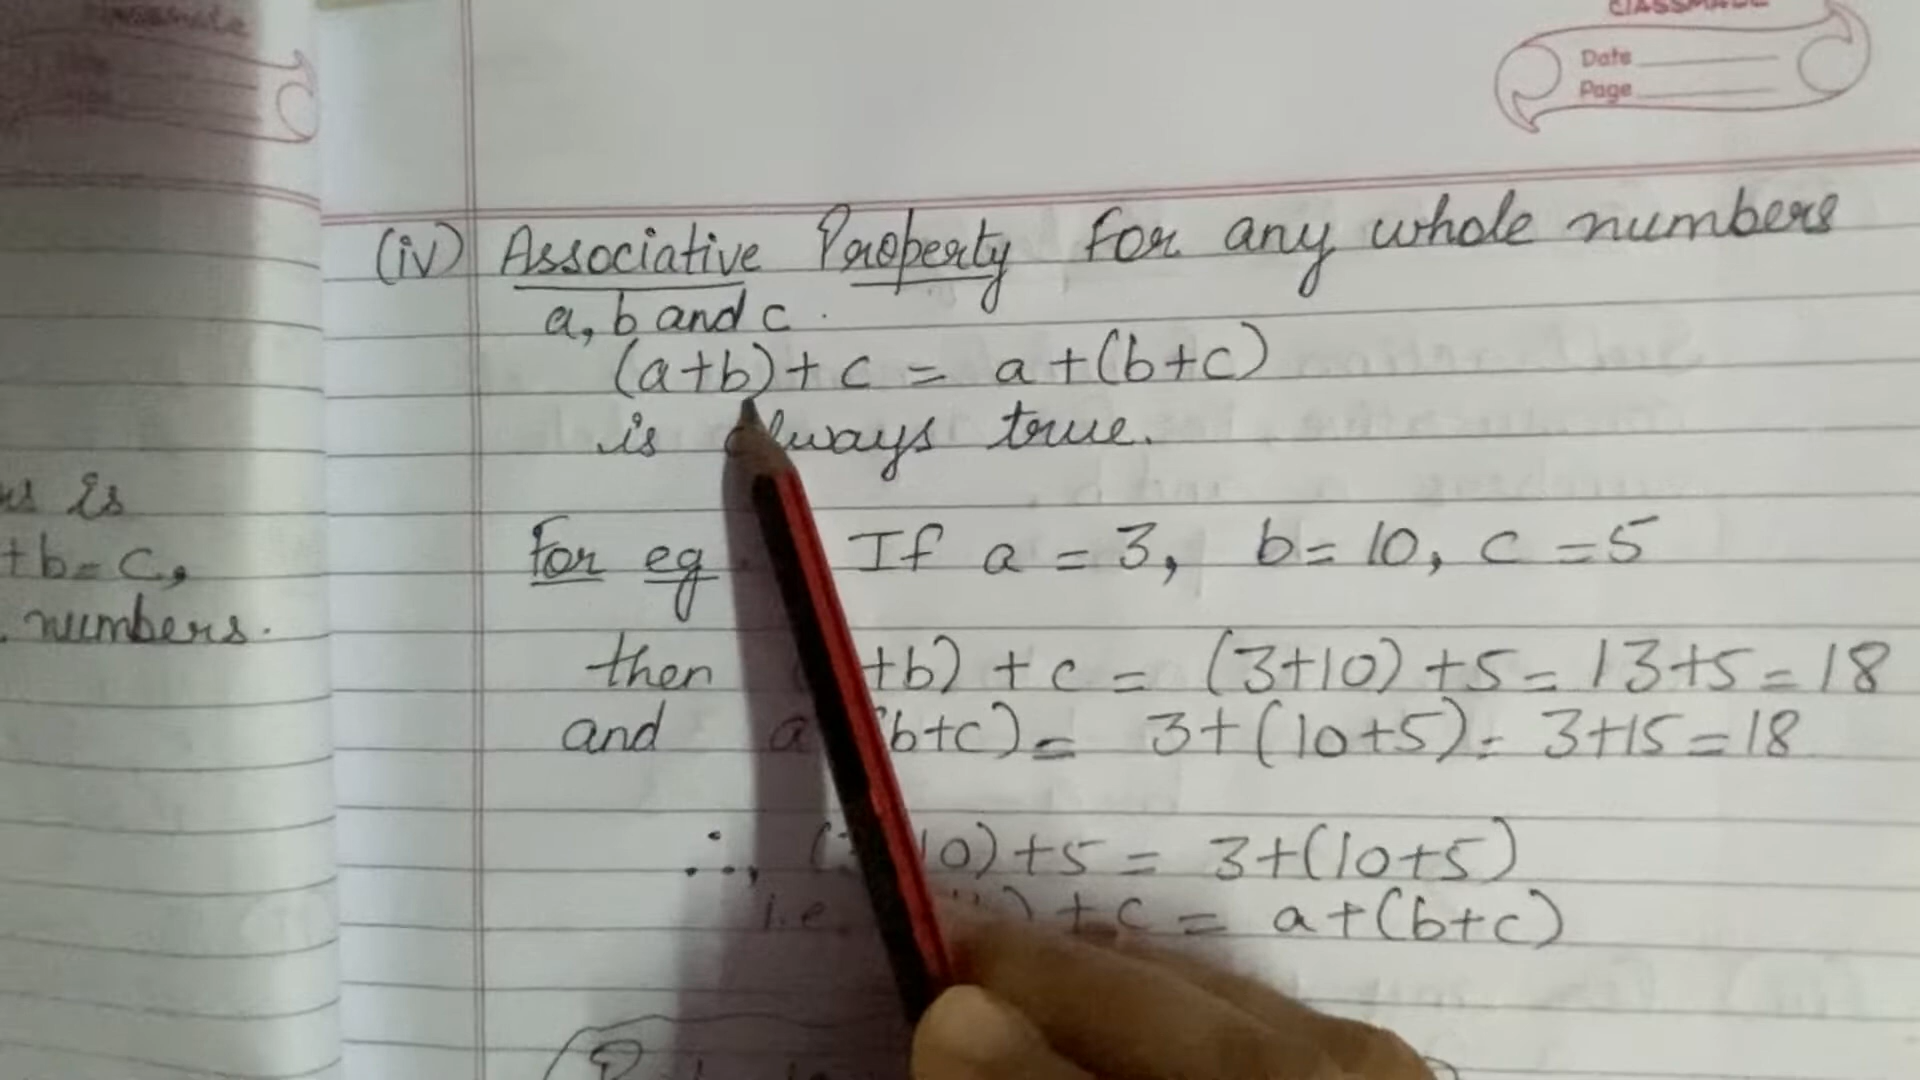 classmate
Date
Page
(iv) Associative Property for any whole numbers
a, b and c.
(a+b)+c = a+(b+c)
is always true.
is
+b=c,
numbers.
For eg. If a = 3, b = 10, c = 5
then +b) + c = (3+10) +5 = 13+5 = 18
and a (b+c) = 3+(10+5) = 3+15 = 18
∴, ( 10)+5 = 3+(10+5)
i.e. ) + c = a+(b+c)